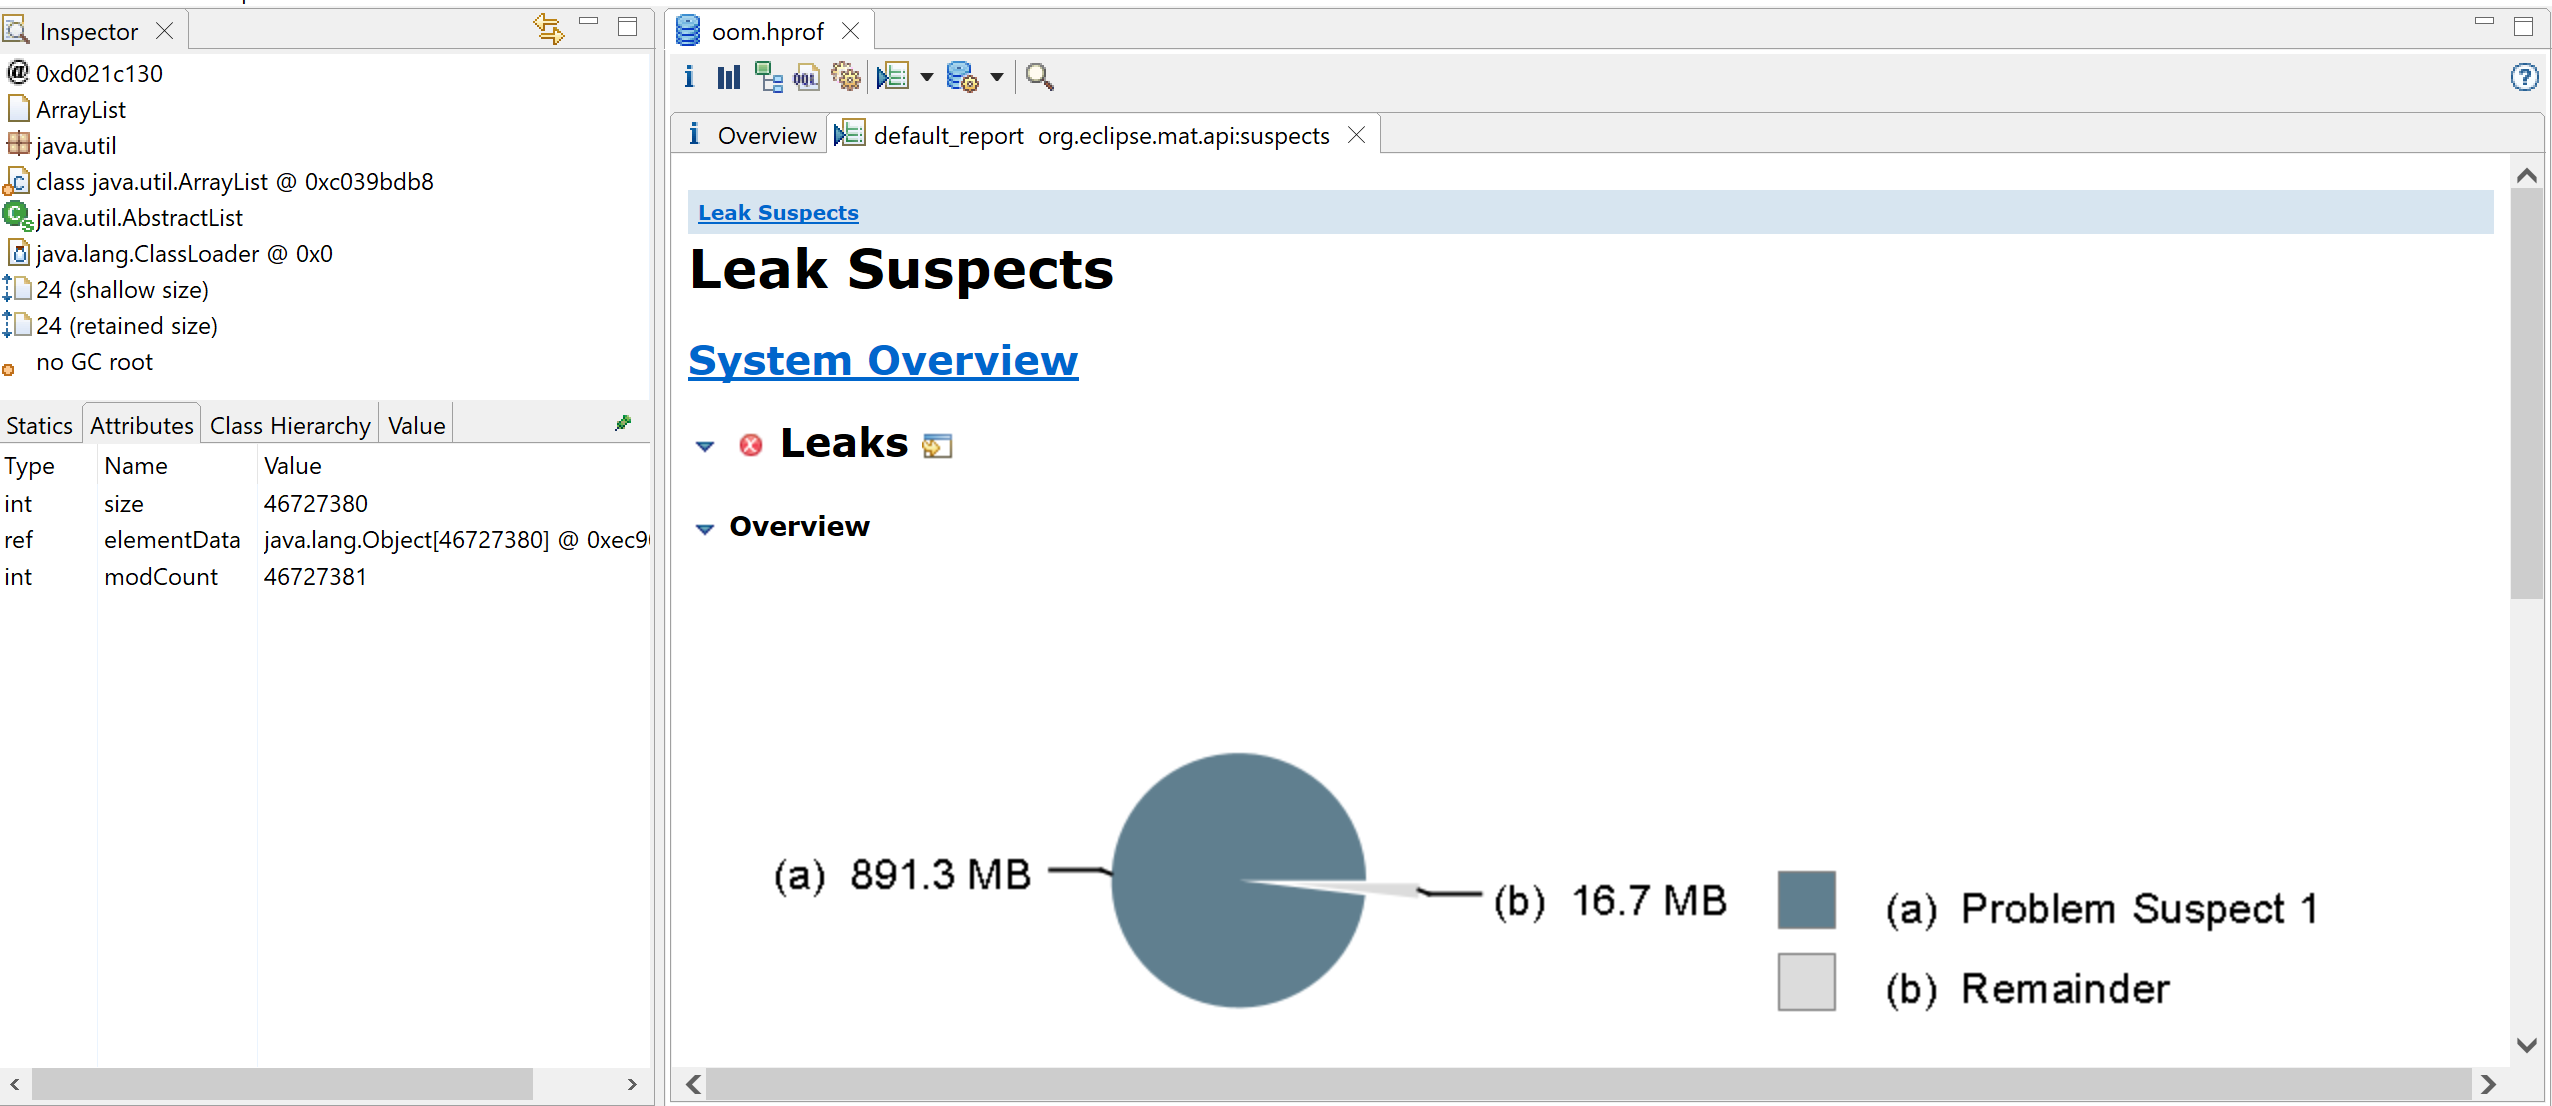 Inspector
@ 0xd021c130
ArrayList
java.util
class java.util.ArrayList @ 0xc039bdb8
java.util.AbstractList
java.lang.ClassLoader @ 0x0
24 (shallow size)
24 (retained size)
no GC root
Statics Attributes Class Hierarchy Value
Type Name Value
int size 46727380
ref elementData java.lang.Object[46727380] @ 0xec9
int modCount 46727381
oom.hprof
i OQL
i Overview default_report org.eclipse.mat.api:suspects
Leak Suspects
Leak Suspects
System Overview
Leaks
Overview
(a) 891.3 MB
(b) 16.7 MB
(a) Problem Suspect 1
(b) Remainder